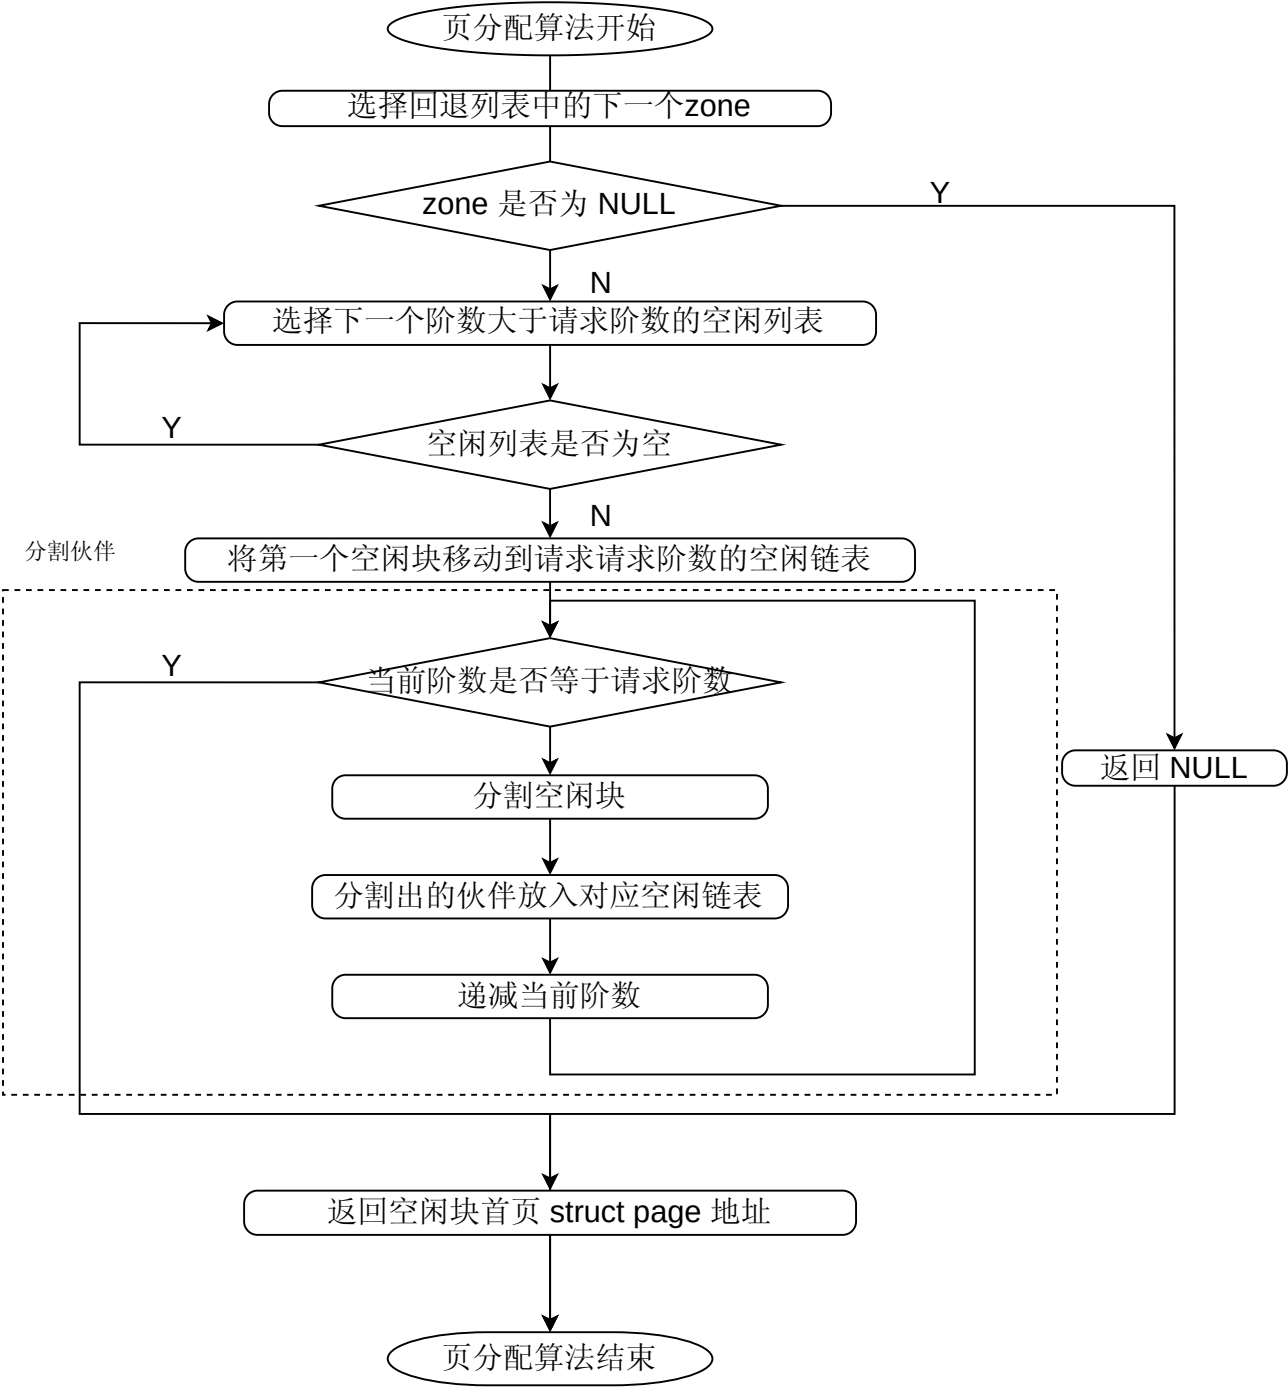 页分配算法开始
选择回退列表中的下一个zone
zone 是否为 NULL
Y
N
选择下一个阶数大于请求阶数的空闲列表
Y
空闲列表是否为空
N
分割伙伴
将第一个空闲块移动到请求请求阶数的空闲链表
Y
当前阶数是否等于请求阶数
返回 NULL
分割空闲块
分割出的伙伴放入对应空闲链表
递减当前阶数
返回空闲块首页 struct page 地址
页分配算法结束